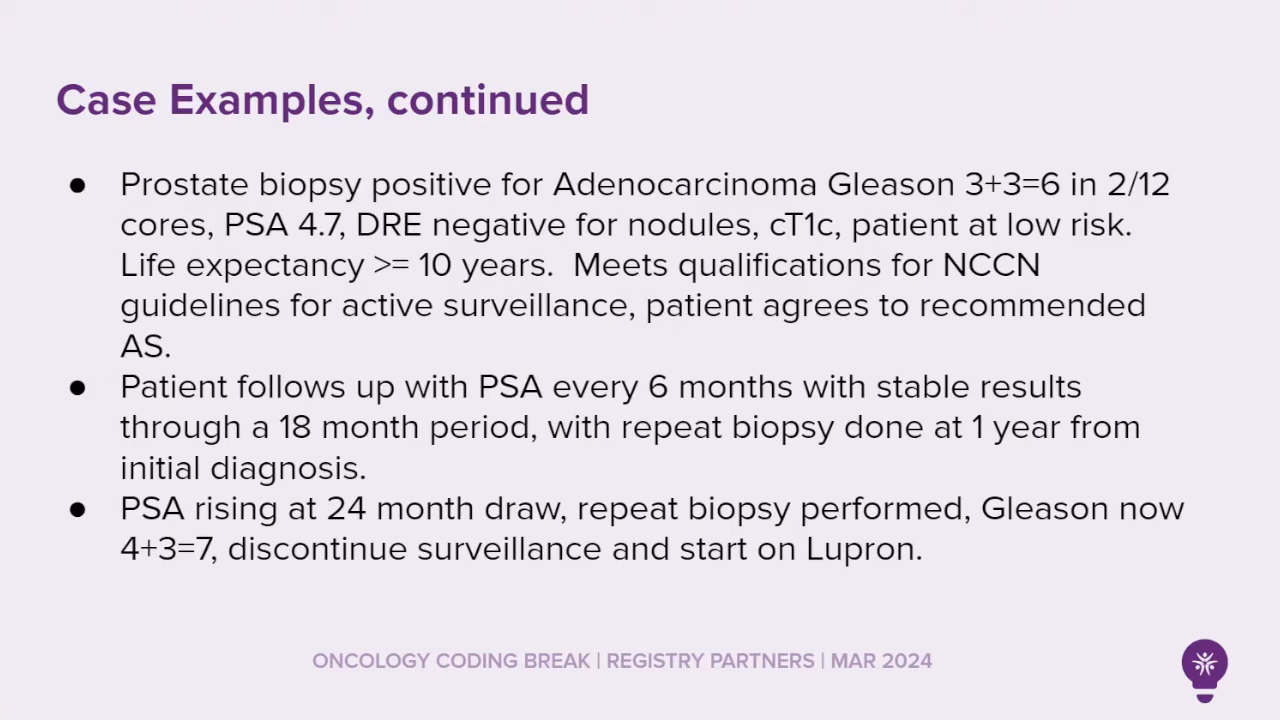 Case Examples, continued
● Prostate biopsy positive for Adenocarcinoma Gleason 3+3=6 in 2/12
cores, PSA 4.7, DRE negative for nodules, cT1c, patient at low risk.
Life expectancy >= 10 years.  Meets qualifications for NCCN
guidelines for active surveillance, patient agrees to recommended
AS.
● Patient follows up with PSA every 6 months with stable results
through a 18 month period, with repeat biopsy done at 1 year from
initial diagnosis.
● PSA rising at 24 month draw, repeat biopsy performed, Gleason now
4+3=7, discontinue surveillance and start on Lupron.
ONCOLOGY CODING BREAK | REGISTRY PARTNERS | MAR 2024